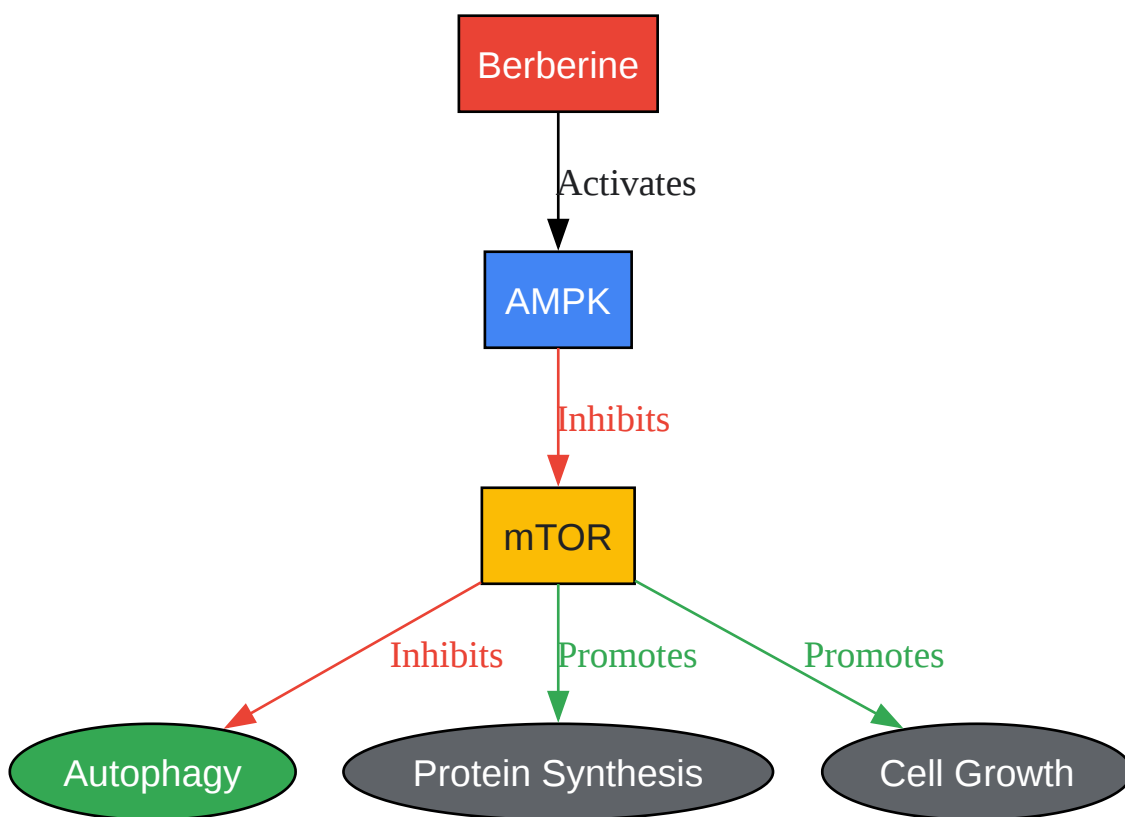 Berberine
Activates
AMPK
Inhibits
mTOR
Inhibits
Promotes
Promotes
Autophagy
Protein Synthesis
Cell Growth